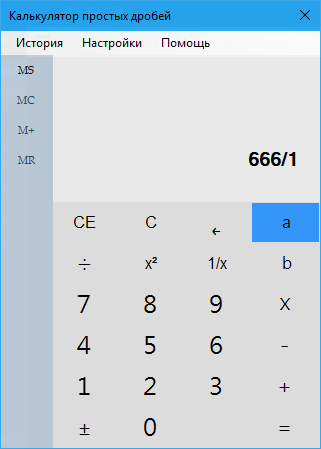 Калькулятор простых дробей
История Настройки Помощь
MS
MC
M+
MR
666/1
CE C ← a
÷ x² 1/x b
7 8 9 X
4 5 6 -
1 2 3 +
± 0 =